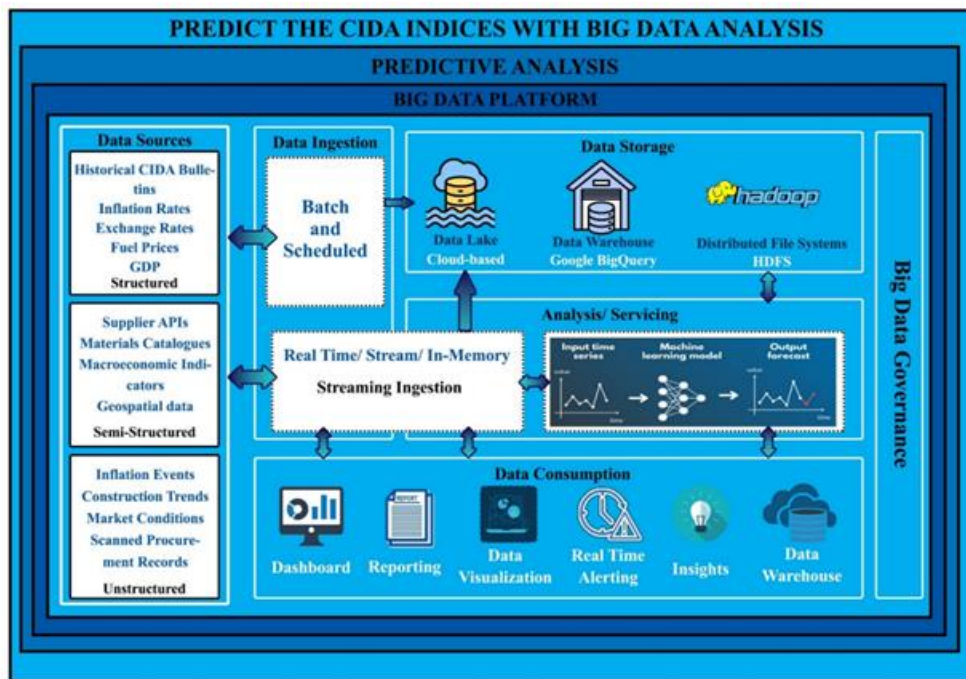 PREDICT THE CIDA INDICES WITH BIG DATA ANALYSIS
PREDICTIVE ANALYSIS
BIG DATA PLATFORM
Data Sources
Historical CIDA Bulle-
tins
Inflation Rates
Exchange Rates
Fuel Prices
GDP
Structured
Supplier APIs
Materials Catalogues
Macroeconomic Indi-
cators
Geospatial data
Semi-Structured
Inflation Events
Construction Trends
Market Conditions
Scanned Procure-
ment Records
Unstructured
Data Ingestion
Batch
and
Scheduled
Real Time/ Stream/ In-Memory
Streaming Ingestion
Data Storage
Data Lake
Cloud-based
Data Warehouse
Google BigQuery
hadoop
Distributed File Systems
HDFS
Analysis/ Servicing
Input time
series
value
time
Machine
learning model
Output
forecast
value
time
Data Consumption
Dashboard
REPORT
Reporting
Data
Visualization
Real Time
Alerting
Insights
Data
Warehouse
Big Data Governance